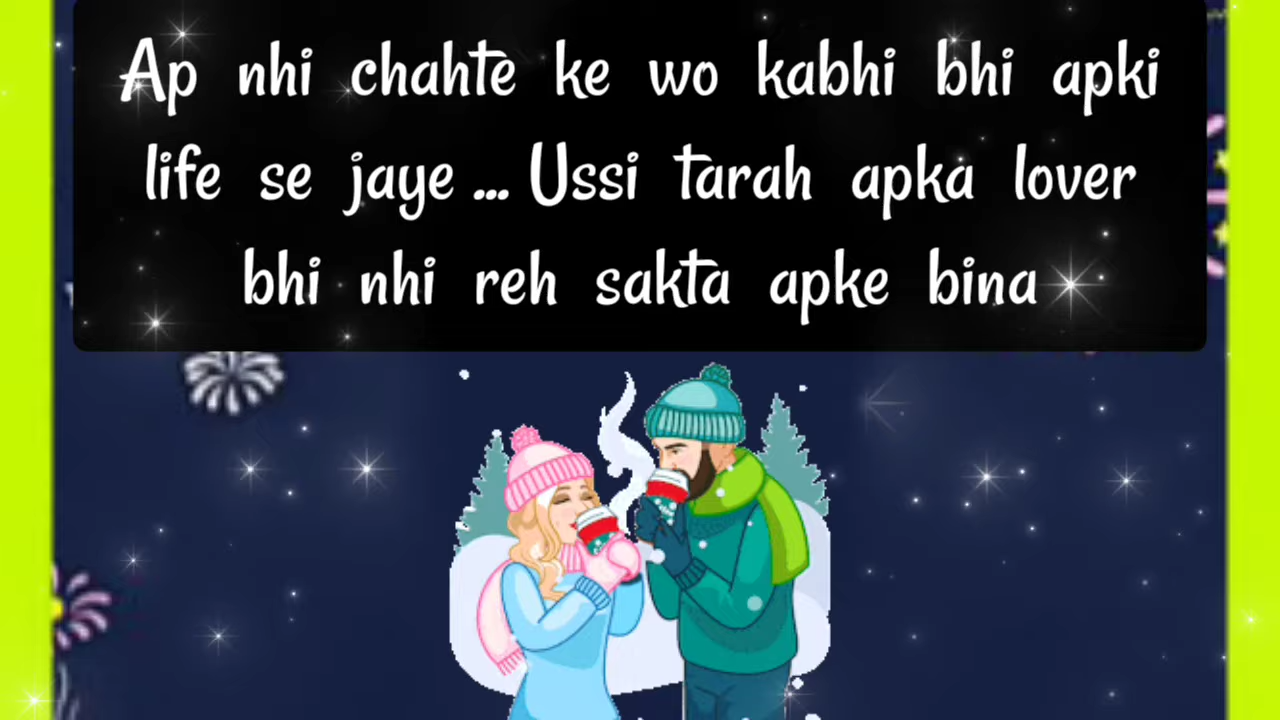 Ap nhi chahte ke wo kabhi bhi apki
life se jaye ... Ussi tarah apka lover
bhi nhi reh sakta apke bina